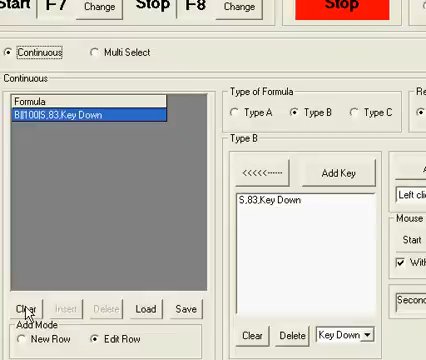 Start F7 Change Stop F8 Change Stop
Continuous Multi Select
Continuous
Formula
B|[100]S,83,Key Down
Clear Insert Delete Load Save
Add Mode
New Row Edit Row
Type of Formula
Type A Type B Type C
Type B
<<<<<------ Add Key
S,83,Key Down
Clear Delete Key Down
Left cli
Mouse
Start
With
Second